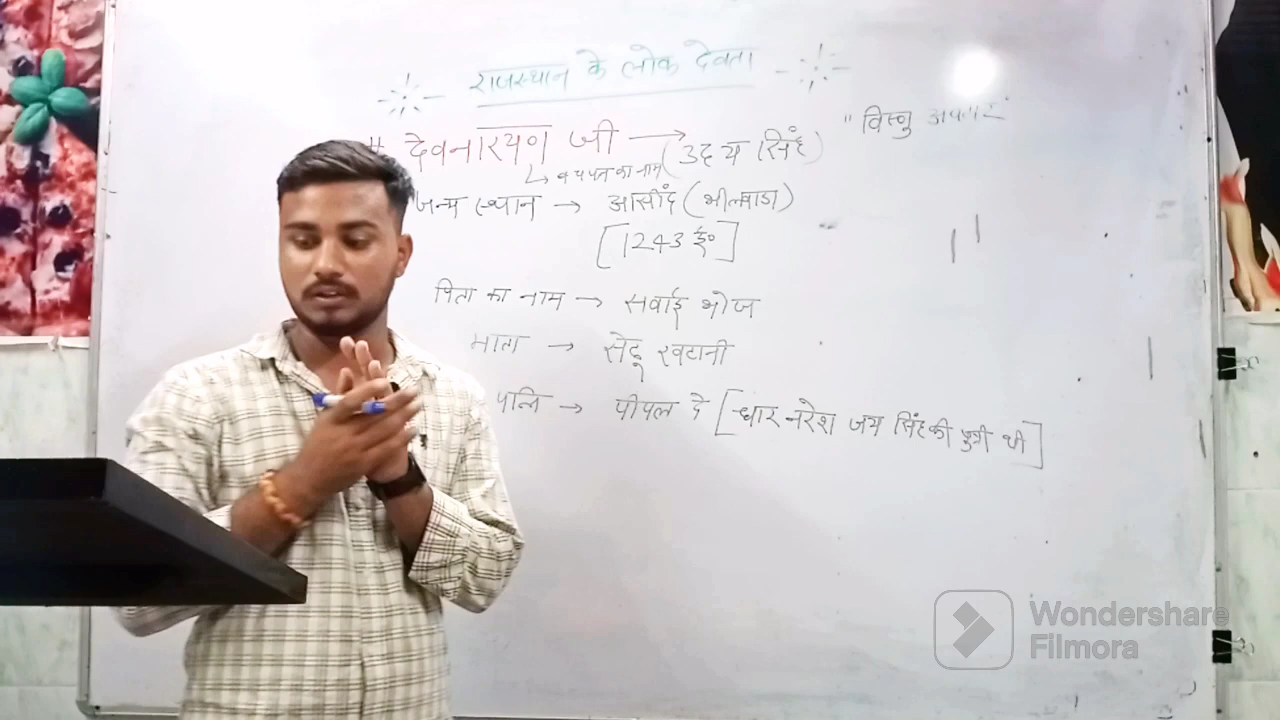 राजस्थान के लोक देवता
# देवनारयण जी → (उदय सिंह) "विष्नु अवतार"
↳ बचपन का नाम
जन्म स्थान → आसींद (भीलवाडा)
[1243 ई०]
पिता का नाम → सवाई भोज
माता → सेढू खटानी
पत्नि → पीपल दे [धार नरेश जय सिंह की पुत्री थी]
Wondershare
Filmora